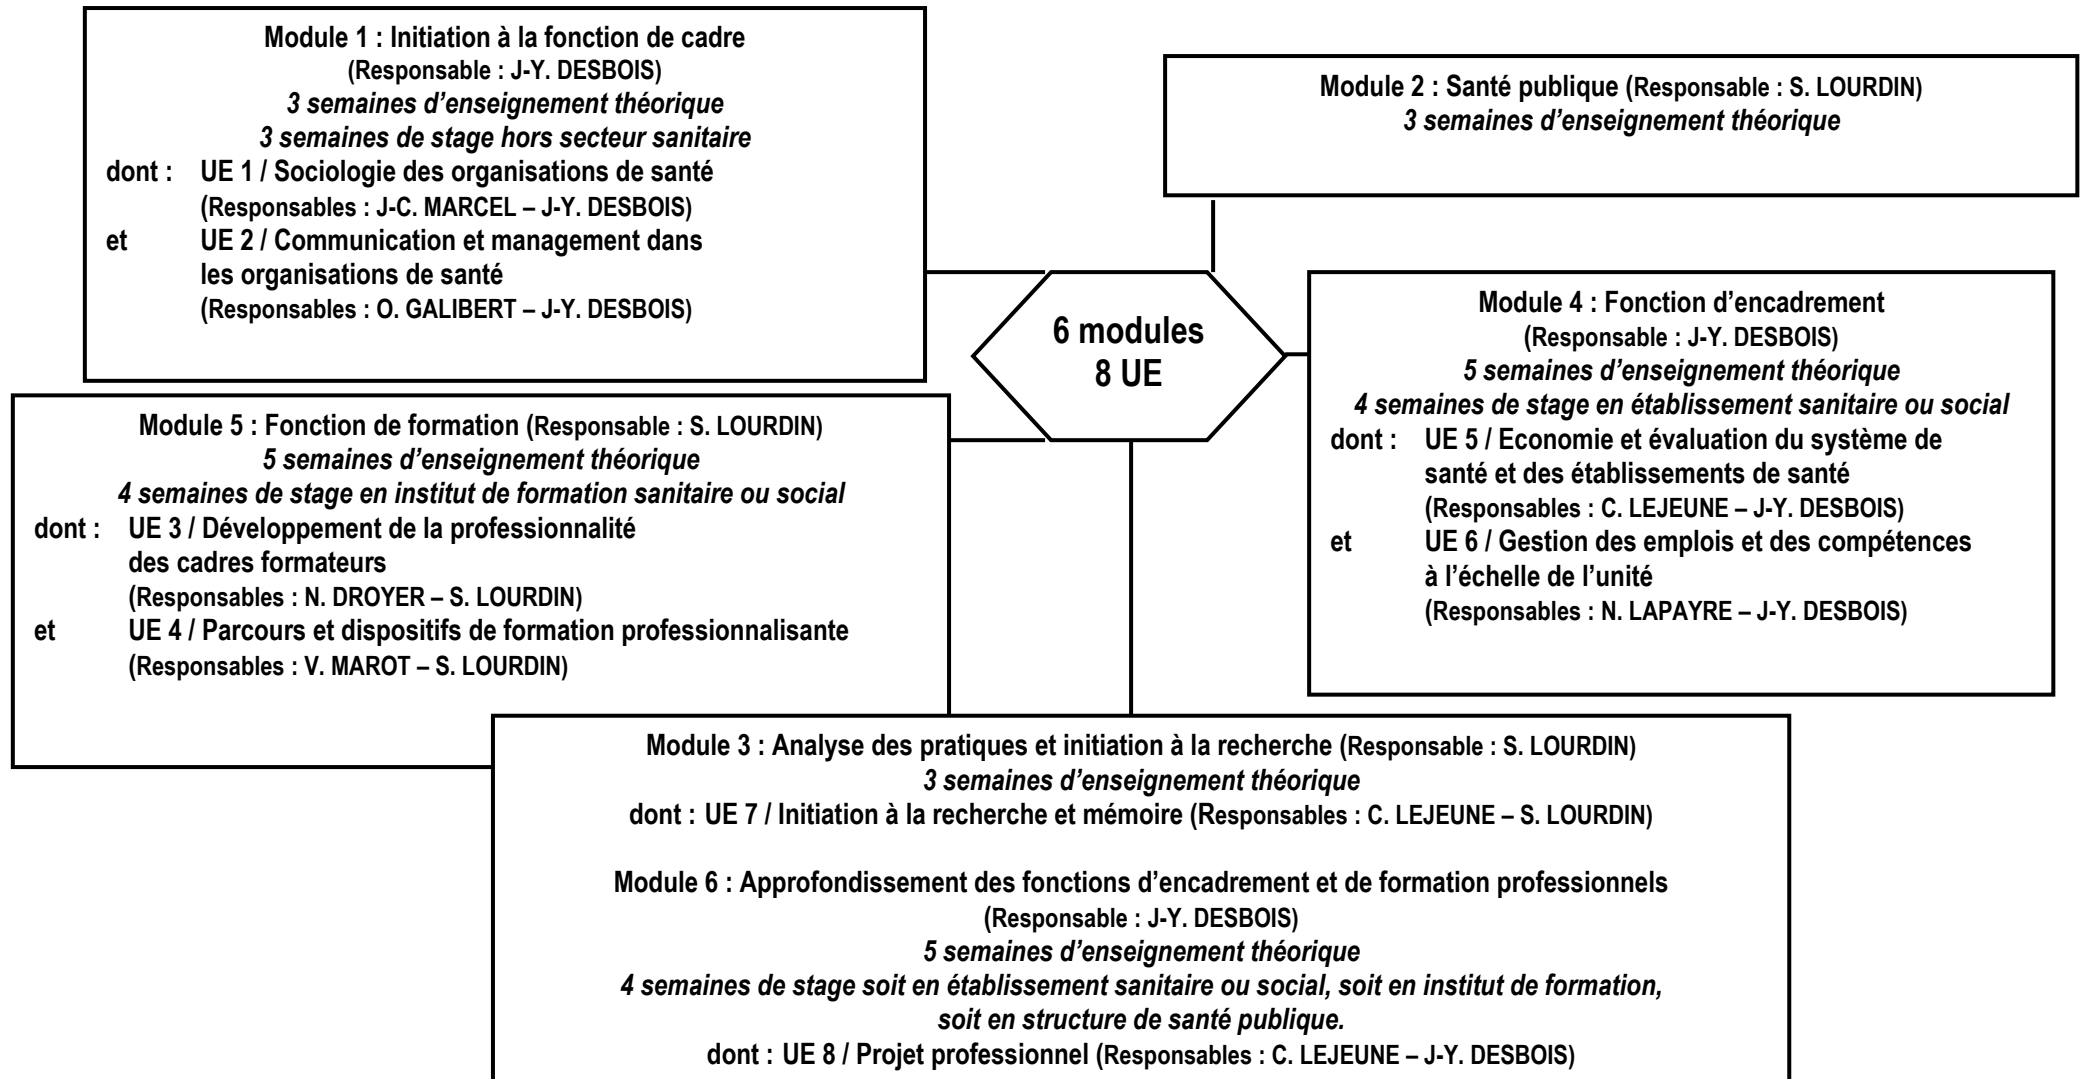 Module 1 : Initiation à la fonction de cadre
(Responsable : J-Y. DESBOIS)
3 semaines d’enseignement théorique
3 semaines de stage hors secteur sanitaire
dont : UE 1 / Sociologie des organisations de santé
(Responsables : J-C. MARCEL – J-Y. DESBOIS)
et UE 2 / Communication et management dans
les organisations de santé
(Responsables : O. GALIBERT – J-Y. DESBOIS)
Module 2 : Santé publique (Responsable : S. LOURDIN)
3 semaines d’enseignement théorique
6 modules
8 UE
Module 4 : Fonction d’encadrement
(Responsable : J-Y. DESBOIS)
5 semaines d’enseignement théorique
4 semaines de stage en établissement sanitaire ou social
dont : UE 5 / Economie et évaluation du système de
santé et des établissements de santé
(Responsables : C. LEJEUNE – J-Y. DESBOIS)
et UE 6 / Gestion des emplois et des compétences
à l’échelle de l’unité
(Responsables : N. LAPAYRE – J-Y. DESBOIS)
Module 5 : Fonction de formation (Responsable : S. LOURDIN)
5 semaines d’enseignement théorique
4 semaines de stage en institut de formation sanitaire ou social
dont : UE 3 / Développement de la professionnalité
des cadres formateurs
(Responsables : N. DROYER – S. LOURDIN)
et UE 4 / Parcours et dispositifs de formation professionnalisante
(Responsables : V. MAROT – S. LOURDIN)
Module 3 : Analyse des pratiques et initiation à la recherche (Responsable : S. LOURDIN)
3 semaines d’enseignement théorique
dont : UE 7 / Initiation à la recherche et mémoire (Responsables : C. LEJEUNE – S. LOURDIN)
Module 6 : Approfondissement des fonctions d’encadrement et de formation professionnels
(Responsable : J-Y. DESBOIS)
5 semaines d’enseignement théorique
4 semaines de stage soit en établissement sanitaire ou social, soit en institut de formation,
soit en structure de santé publique.
dont : UE 8 / Projet professionnel (Responsables : C. LEJEUNE – J-Y. DESBOIS)